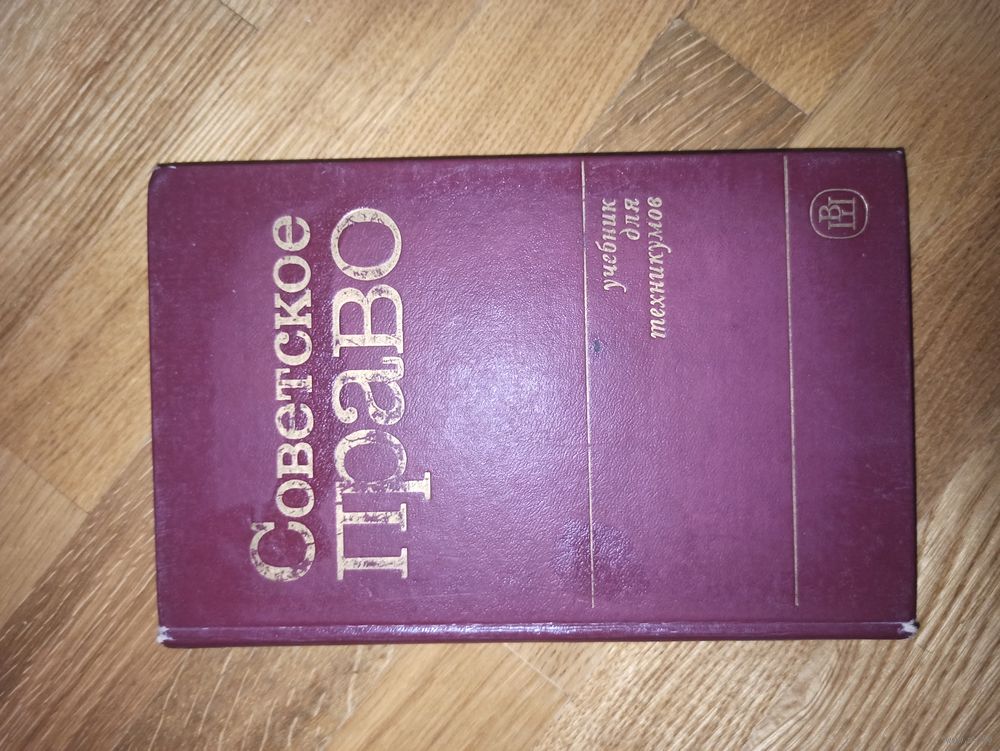 Советское
право
учебник
для
техникумов
ВШ